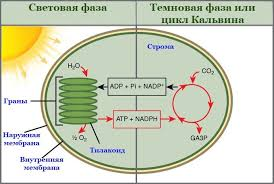 Световая фаза
Темновая фаза или
цикл Кальвина
Строма
H₂O
CO₂
ADP + Pi + NADP⁺
Граны
ATP + NADPH
Наружная
мембрана
½ O₂
Тилакоид
GA3P
Внутренняя
мембрана